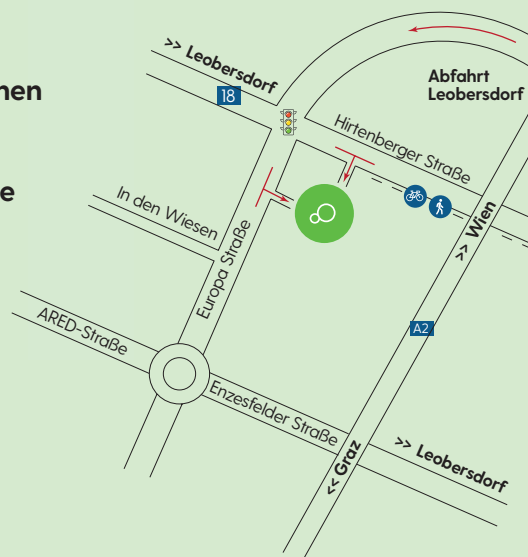 >> Leobersdorf
Abfahrt
Leobersdorf
18
Hirtenberger Straße
In den Wiesen
>> Wien
Europa Straße
A2
ARED-Straße
Enzesfelder Straße
>> Leobersdorf
<< Graz